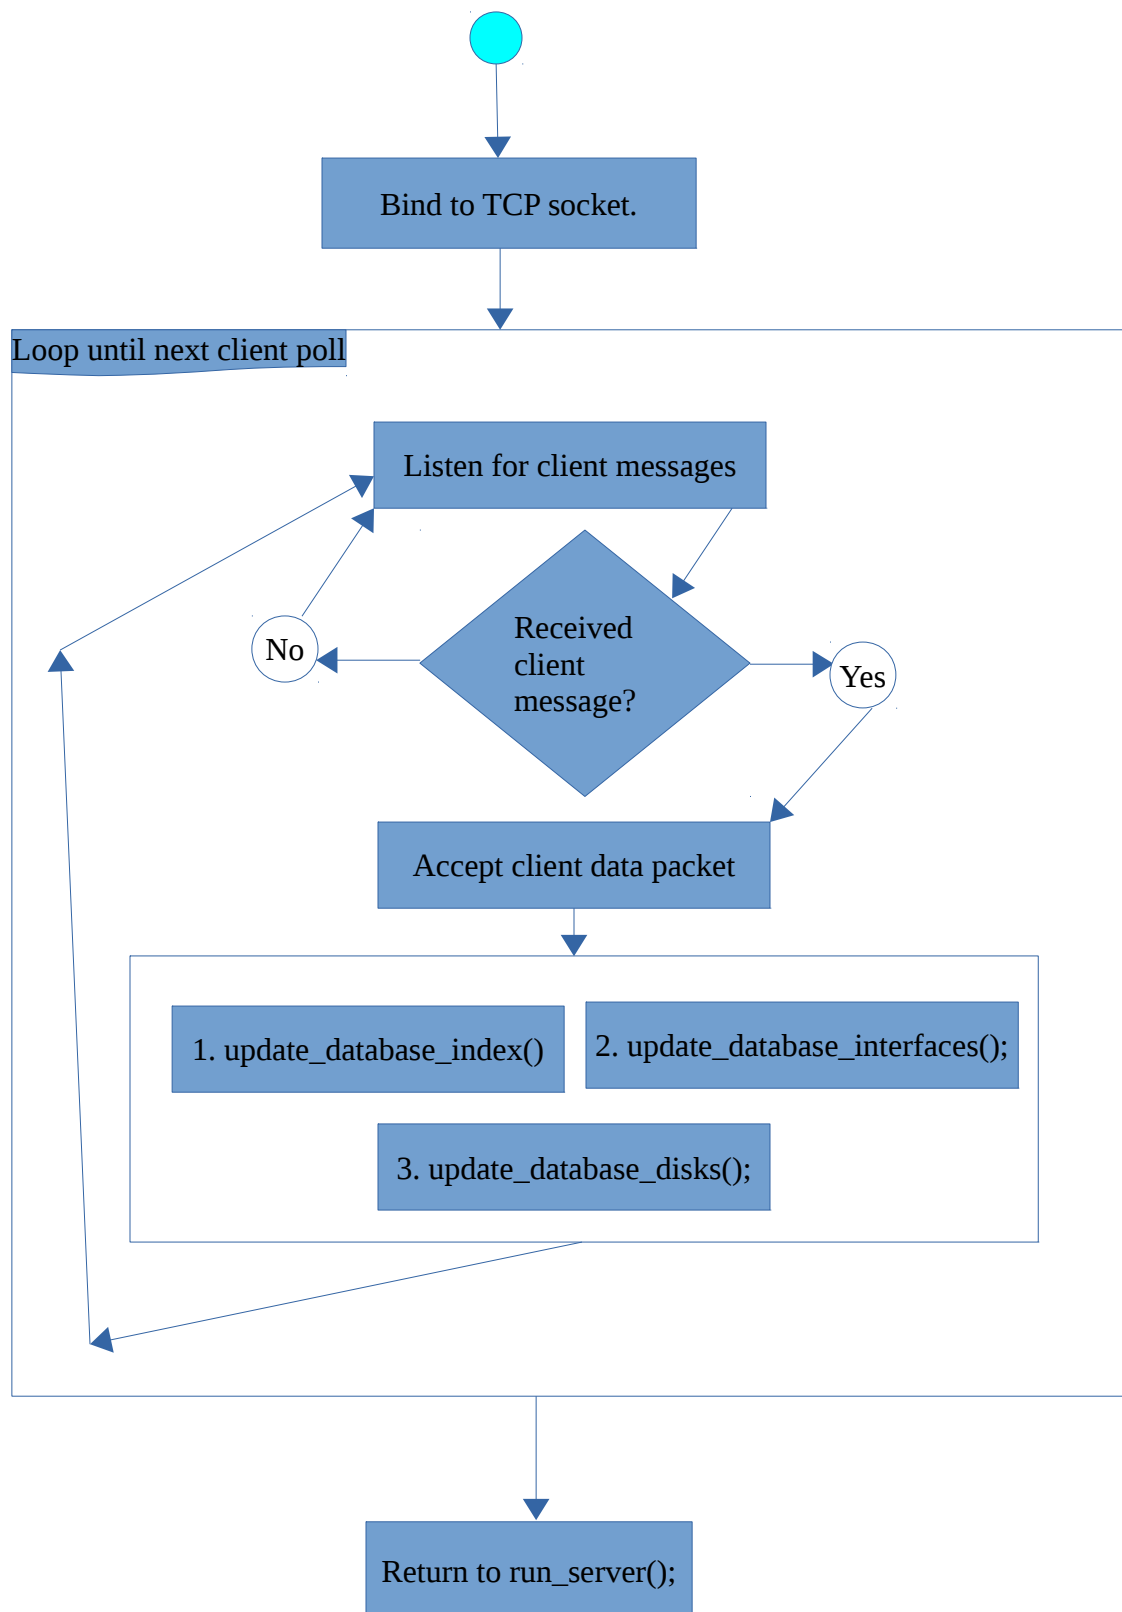 Bind to TCP socket.
Loop until next client poll
Listen for client messages
Received
client
message?
No
Yes
Accept client data packet
1. update_database_index()
2. update_database_interfaces();
3. update_database_disks();
Return to run_server();